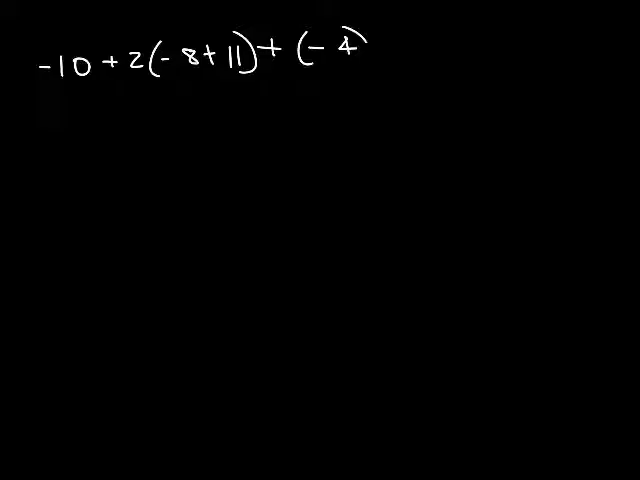 -10 + 2(-8 + 11) + (-4)